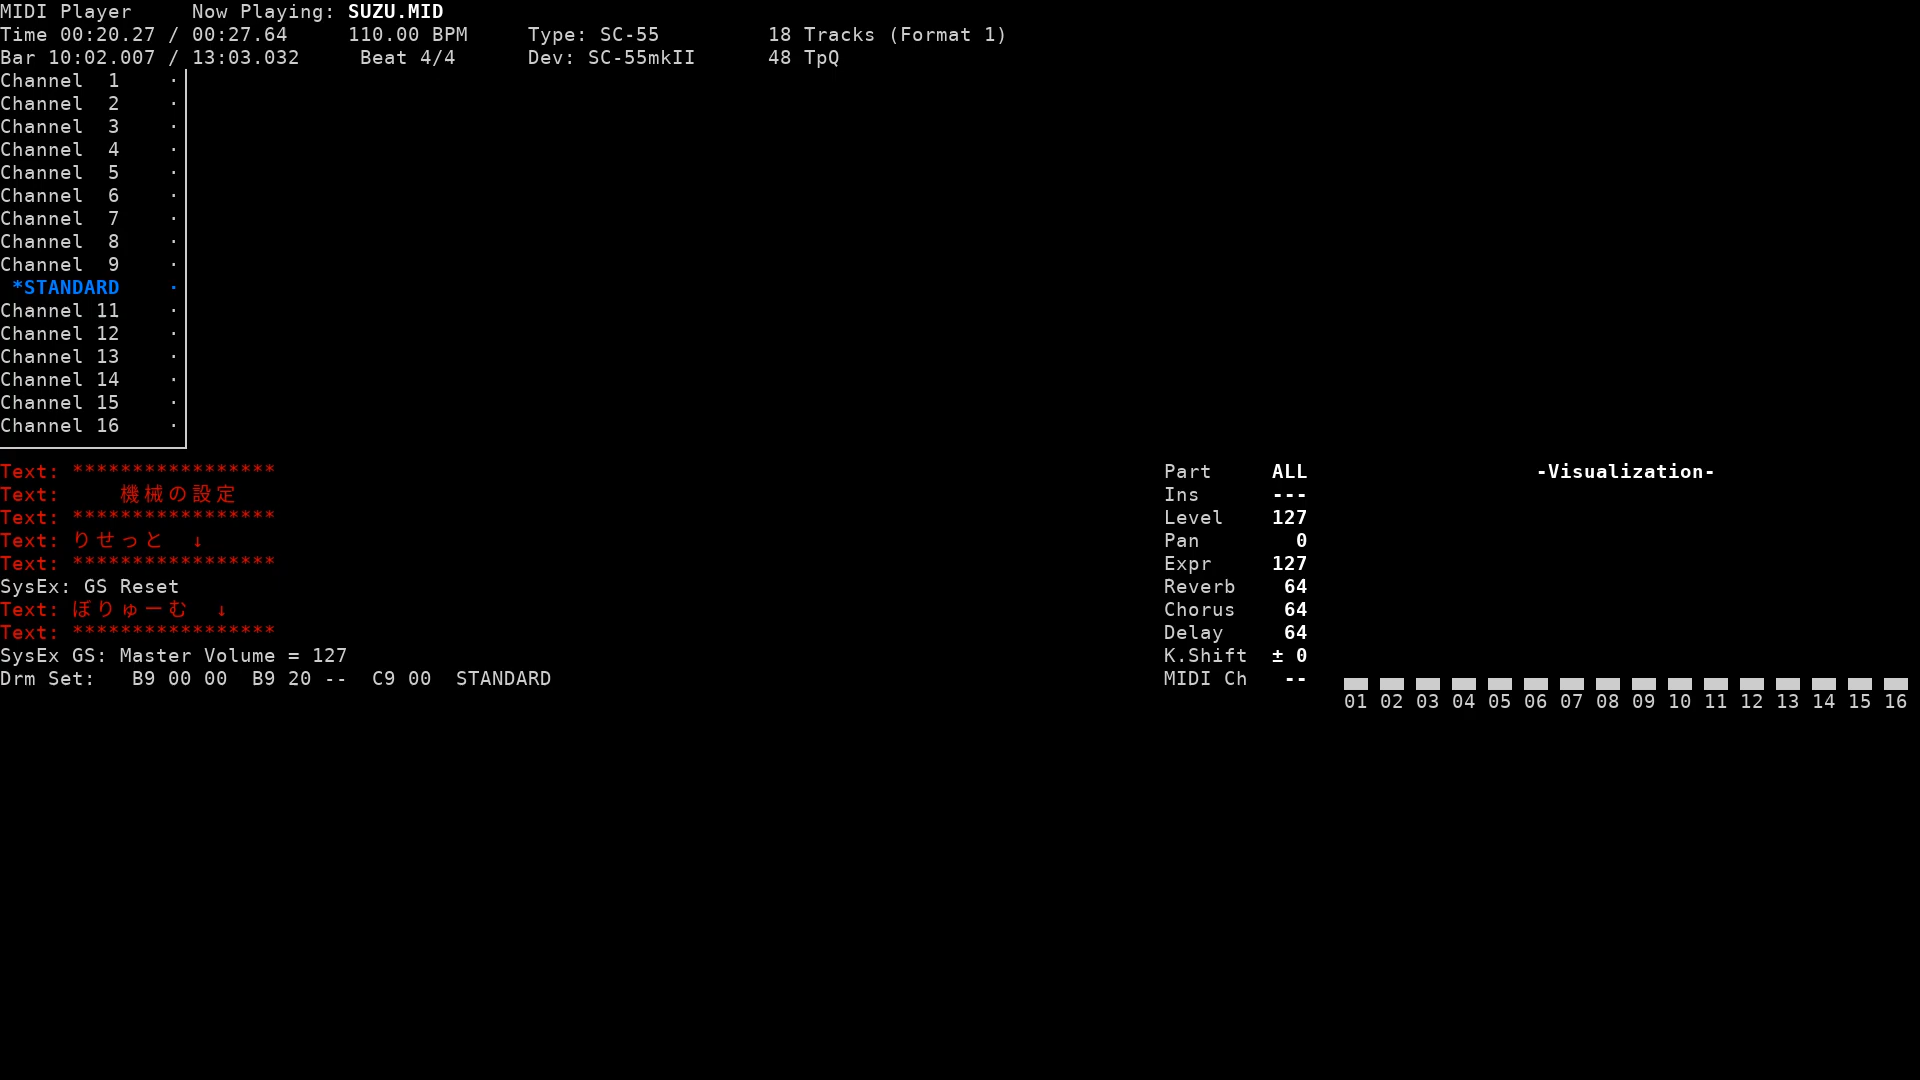 MIDI Player     Now Playing: SUZU.MID
Time 00:20.27 / 00:27.64     110.00 BPM     Type: SC-55         18 Tracks (Format 1)
Bar 10:02.007 / 13:03.032     Beat 4/4      Dev: SC-55mkII      48 TpQ
Channel  1    ·
Channel  2    ·
Channel  3    ·
Channel  4    ·
Channel  5    ·
Channel  6    ·
Channel  7    ·
Channel  8    ·
Channel  9    ·
*STANDARD    ·
Channel 11    ·
Channel 12    ·
Channel 13    ·
Channel 14    ·
Channel 15    ·
Channel 16    ·
Text: *****************
Text:     機械の設定
Text: *****************
Text: りせっと  ↓
Text: *****************
SysEx: GS Reset
Text: ぼりゅーむ  ↓
Text: *****************
SysEx GS: Master Volume = 127
Drm Set:   B9 00 00  B9 20 --  C9 00  STANDARD
Part     ALL
Ins      ---
Level    127
Pan        0
Expr     127
Reverb    64
Chorus    64
Delay     64
K.Shift  ± 0
MIDI Ch   --
-Visualization-
01 02 03 04 05 06 07 08 09 10 11 12 13 14 15 16